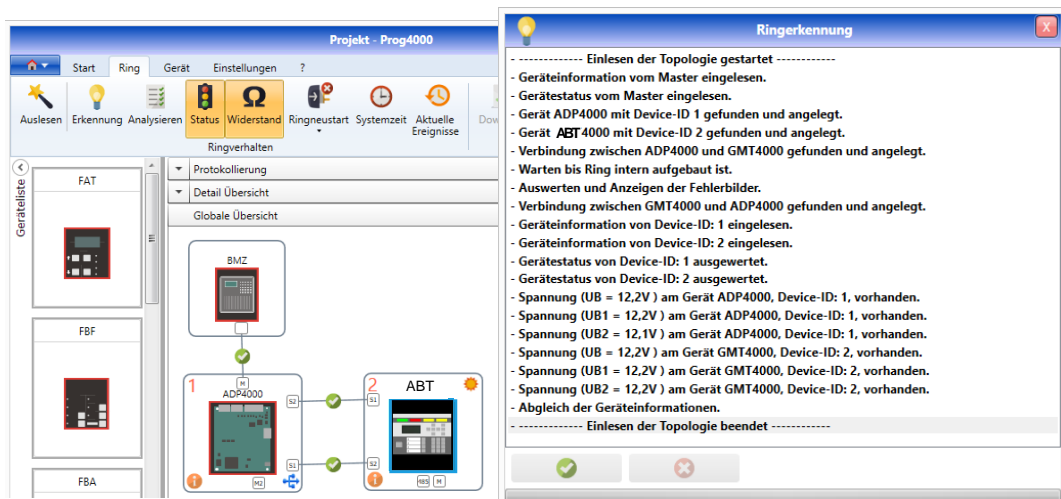 Projekt - Prog4000
Start Ring Gerät Einstellungen ?
Auslesen Erkennung Analysieren Status Widerstand Ringneustart Systemzeit Aktuelle Ereignisse
Ringverhalten
Geräteliste
FAT
FBF
FBA
Protokollierung
Detail Übersicht
Globale Übersicht
BMZ
1
M
ADP4000
S2
S1
M2
2
ABT
S1
S2
485 M
Ringerkennung
- ------------- Einlesen der Topologie gestartet ------------
- Geräteinformation vom Master eingelesen.
- Gerätestatus vom Master eingelesen.
- Gerät ADP4000 mit Device-ID 1 gefunden und angelegt.
- Gerät ABT4000 mit Device-ID 2 gefunden und angelegt.
- Verbindung zwischen ADP4000 und GMT4000 gefunden und angelegt.
- Warten bis Ring intern aufgebaut ist.
- Auswerten und Anzeigen der Fehlerbilder.
- Verbindung zwischen GMT4000 und ADP4000 gefunden und angelegt.
- Geräteinformation von Device-ID: 1 eingelesen.
- Geräteinformation von Device-ID: 2 eingelesen.
- Gerätestatus von Device-ID: 1 ausgewertet.
- Gerätestatus von Device-ID: 2 ausgewertet.
- Spannung (UB = 12,2V ) am Gerät ADP4000, Device-ID: 1, vorhanden.
- Spannung (UB1 = 12,2V ) am Gerät ADP4000, Device-ID: 1, vorhanden.
- Spannung (UB2 = 12,1V ) am Gerät ADP4000, Device-ID: 1, vorhanden.
- Spannung (UB = 12,2V ) am Gerät GMT4000, Device-ID: 2, vorhanden.
- Spannung (UB1 = 12,2V ) am Gerät GMT4000, Device-ID: 2, vorhanden.
- Spannung (UB2 = 12,2V ) am Gerät GMT4000, Device-ID: 2, vorhanden.
- Abgleich der Geräteinformationen.
- ------------- Einlesen der Topologie beendet ------------